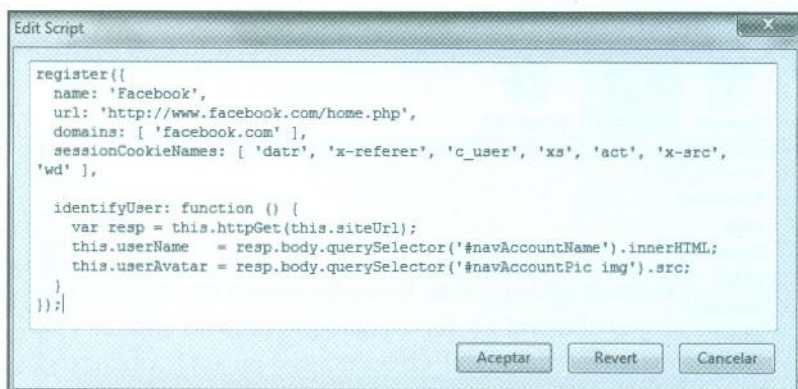 Edit Script
X
register({
name: 'Facebook',
url: 'http://www.facebook.com/home.php',
domains: [ 'facebook.com' ],
sessionCookieNames: [ 'datr', 'x-referer', 'c_user', 'xs', 'act', 'x-src',
'wd' ],
identifyUser: function () {
var resp = this.httpGet(this.siteUrl);
this.userName   = resp.body.querySelector('#navAccountName').innerHTML;
this.userAvatar = resp.body.querySelector('#navAccountPic img').src;
}
});
Aceptar Revert Cancelar